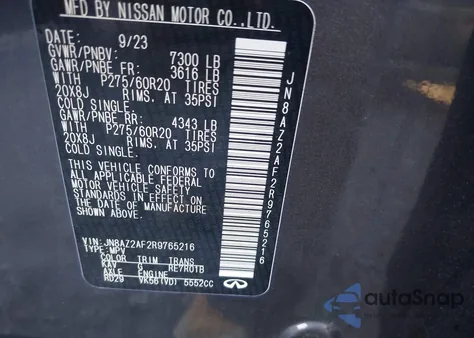 MFD BY NISSAN MOTOR CO.,LTD.
DATE: 9/23
GVWR/PNBV: 7300 LB
GAWR/PNBE FR: 3616 LB
WITH P275/60R20 TIRES
20X8J RIMS, AT 35PSI
COLD SINGLE
GAWR/PNBE RR: 4343 LB
WITH P275/60R20 TIRES
20X8J RIMS, AT 35PSI
COLD SINGLE.
THIS VEHICLE CONFORMS TO
ALL APPLICABLE FEDERAL
MOTOR VEHICLE SAFETY
STANDARDS IN EFFECT ON THE
DATE OF MANUFACTURE SHOWN
ABOVE.
VIN: JN8AZ2AF2R9765216
TYPE: MPV
COLOR TRIM TRANS
KAV G RE7R01B
AXLE ENGINE
RD29 VK56(VD) 5552CC
INFINITI
JN8AZ2AF2R9765216
autoSnap